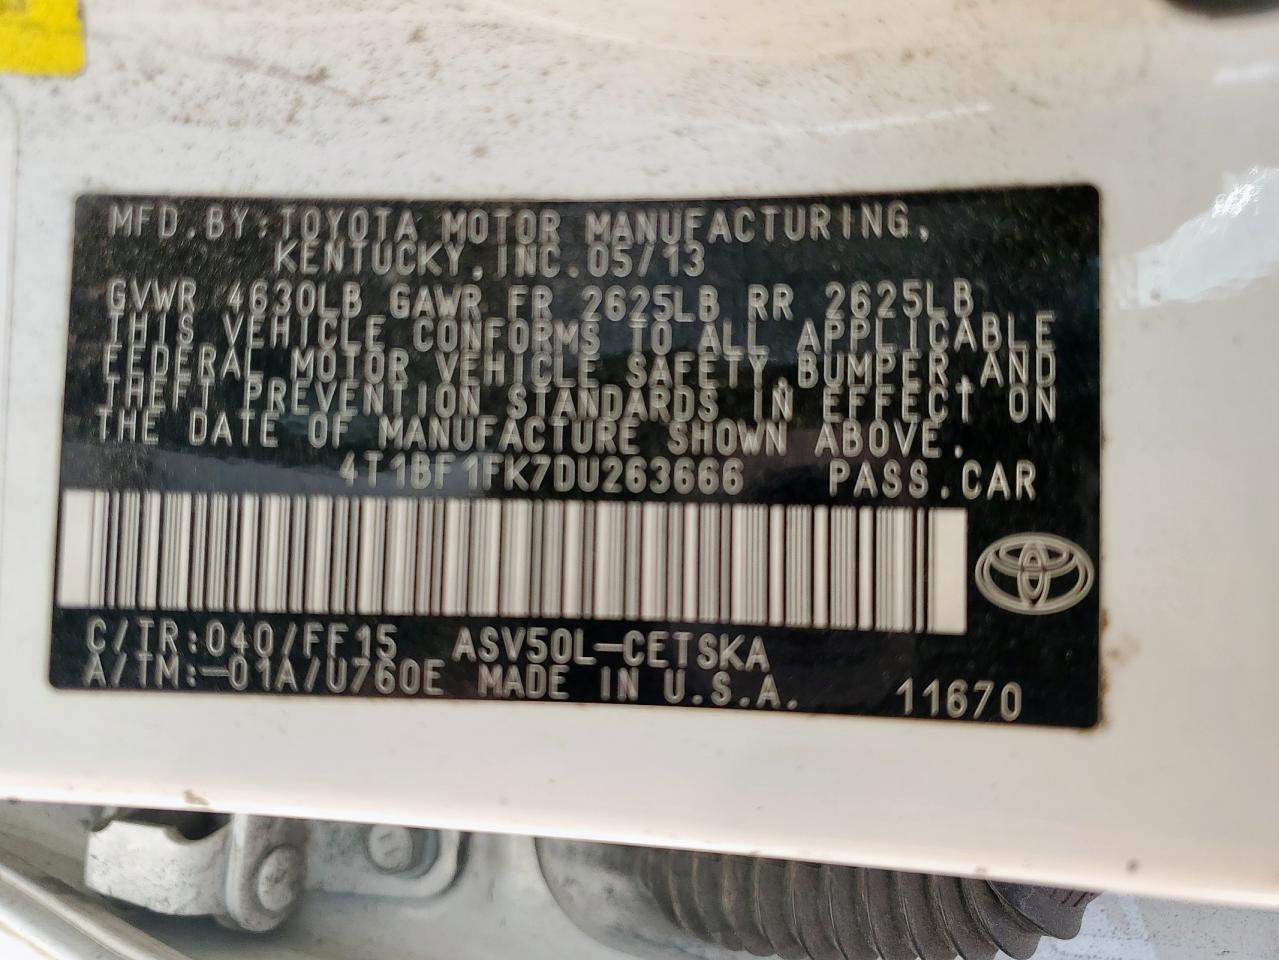 MFD.BY:TOYOTA MOTOR MANUFACTURING,
KENTUCKY,INC.05/13
GVWR 4630LB GAWR FR 2625LB RR 2625LB
THIS VEHICLE CONFORMS TO ALL APPLICABLE
FEDERAL MOTOR VEHICLE SAFETY,BUMPER,AND
THEFT PREVENTION STANDARDS IN EFFECT ON
THE DATE OF MANUFACTURE SHOWN ABOVE.
4T1BF1FK7DU263666 PASS.CAR
C/TR:040/FF15 ASV50L-CETSKA
A/TM:-01A/U760E MADE IN U.S.A. 11670